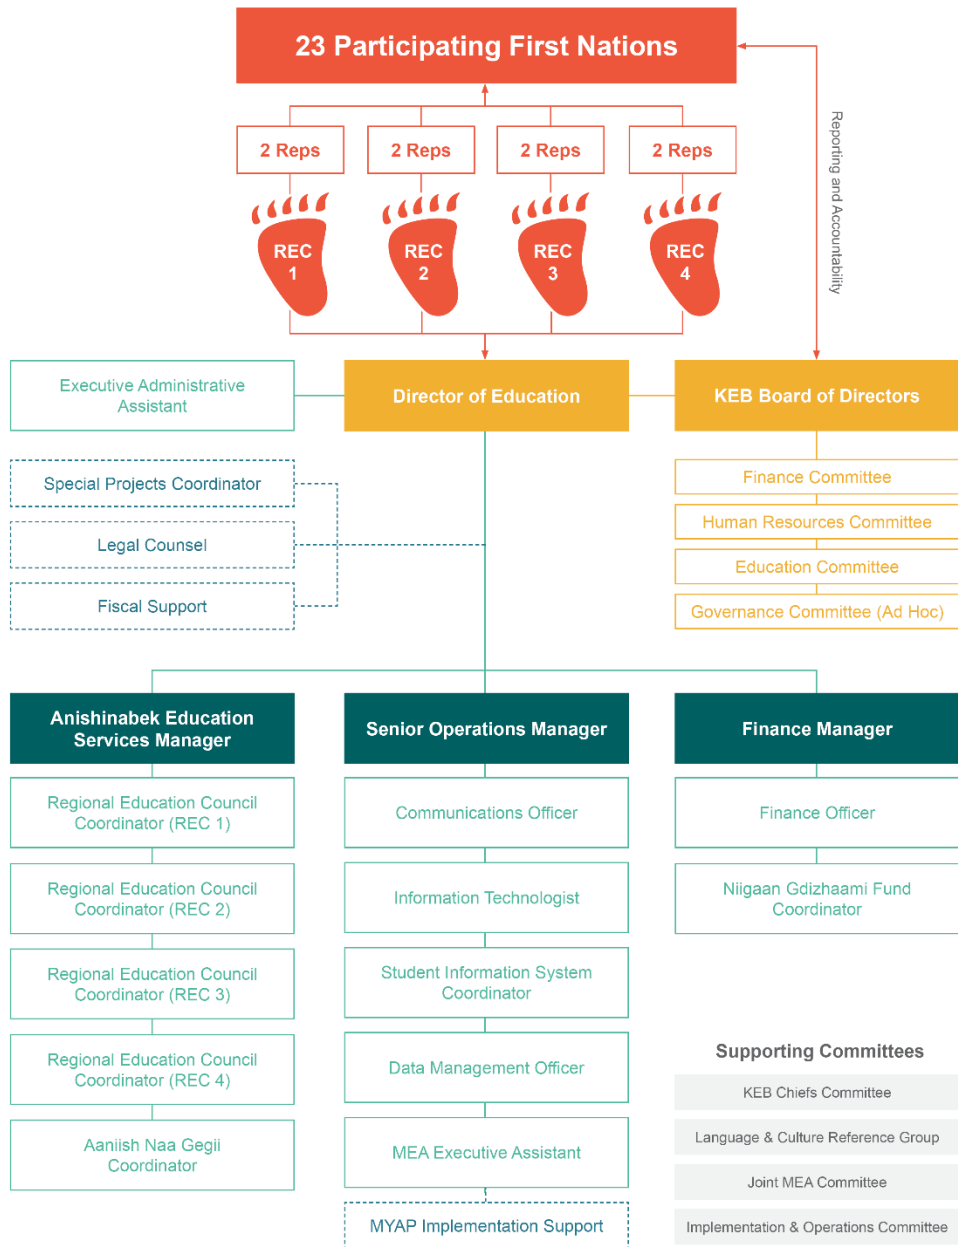 23 Participating First Nations
2 Reps
2 Reps
2 Reps
2 Reps
Reporting and Accountability
REC
1
REC
2
REC
3
REC
4
Executive Administrative
Assistant
Director of Education
KEB Board of Directors
Special Projects Coordinator
Legal Counsel
Fiscal Support
Finance Committee
Human Resources Committee
Education Committee
Governance Committee (Ad Hoc)
Anishinabek Education
Services Manager
Regional Education Council
Coordinator (REC 1)
Regional Education Council
Coordinator (REC 2)
Regional Education Council
Coordinator (REC 3)
Regional Education Council
Coordinator (REC 4)
Aaniish Naa Gegii
Coordinator
Senior Operations Manager
Communications Officer
Information Technologist
Student Information System
Coordinator
Data Management Officer
MEA Executive Assistant
MYAP Implementation Support
Finance Manager
Finance Officer
Niigaan Gdizhaami Fund
Coordinator
Supporting Committees
KEB Chiefs Committee
Language & Culture Reference Group
Joint MEA Committee
Implementation & Operations Committee